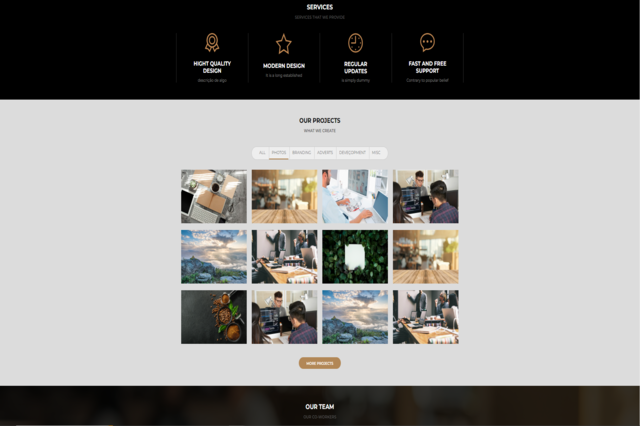 SERVICES
SERVICES THAT WE PROVIDE
HIGHT QUALITY
DESIGN
MODERN DESIGN
REGULAR
UPDATES
FAST AND FREE
SUPPORT
descrição de algo
It is a long established
is simply dummy
Contrary to popular belief
OUR PROJECTS
WHAT WE CREATE
ALL PHOTOS BRANDING ADVERTS DEVELOPMENT MISC
MORE PROJECTS
OUR TEAM
OUR CO-WORKERS